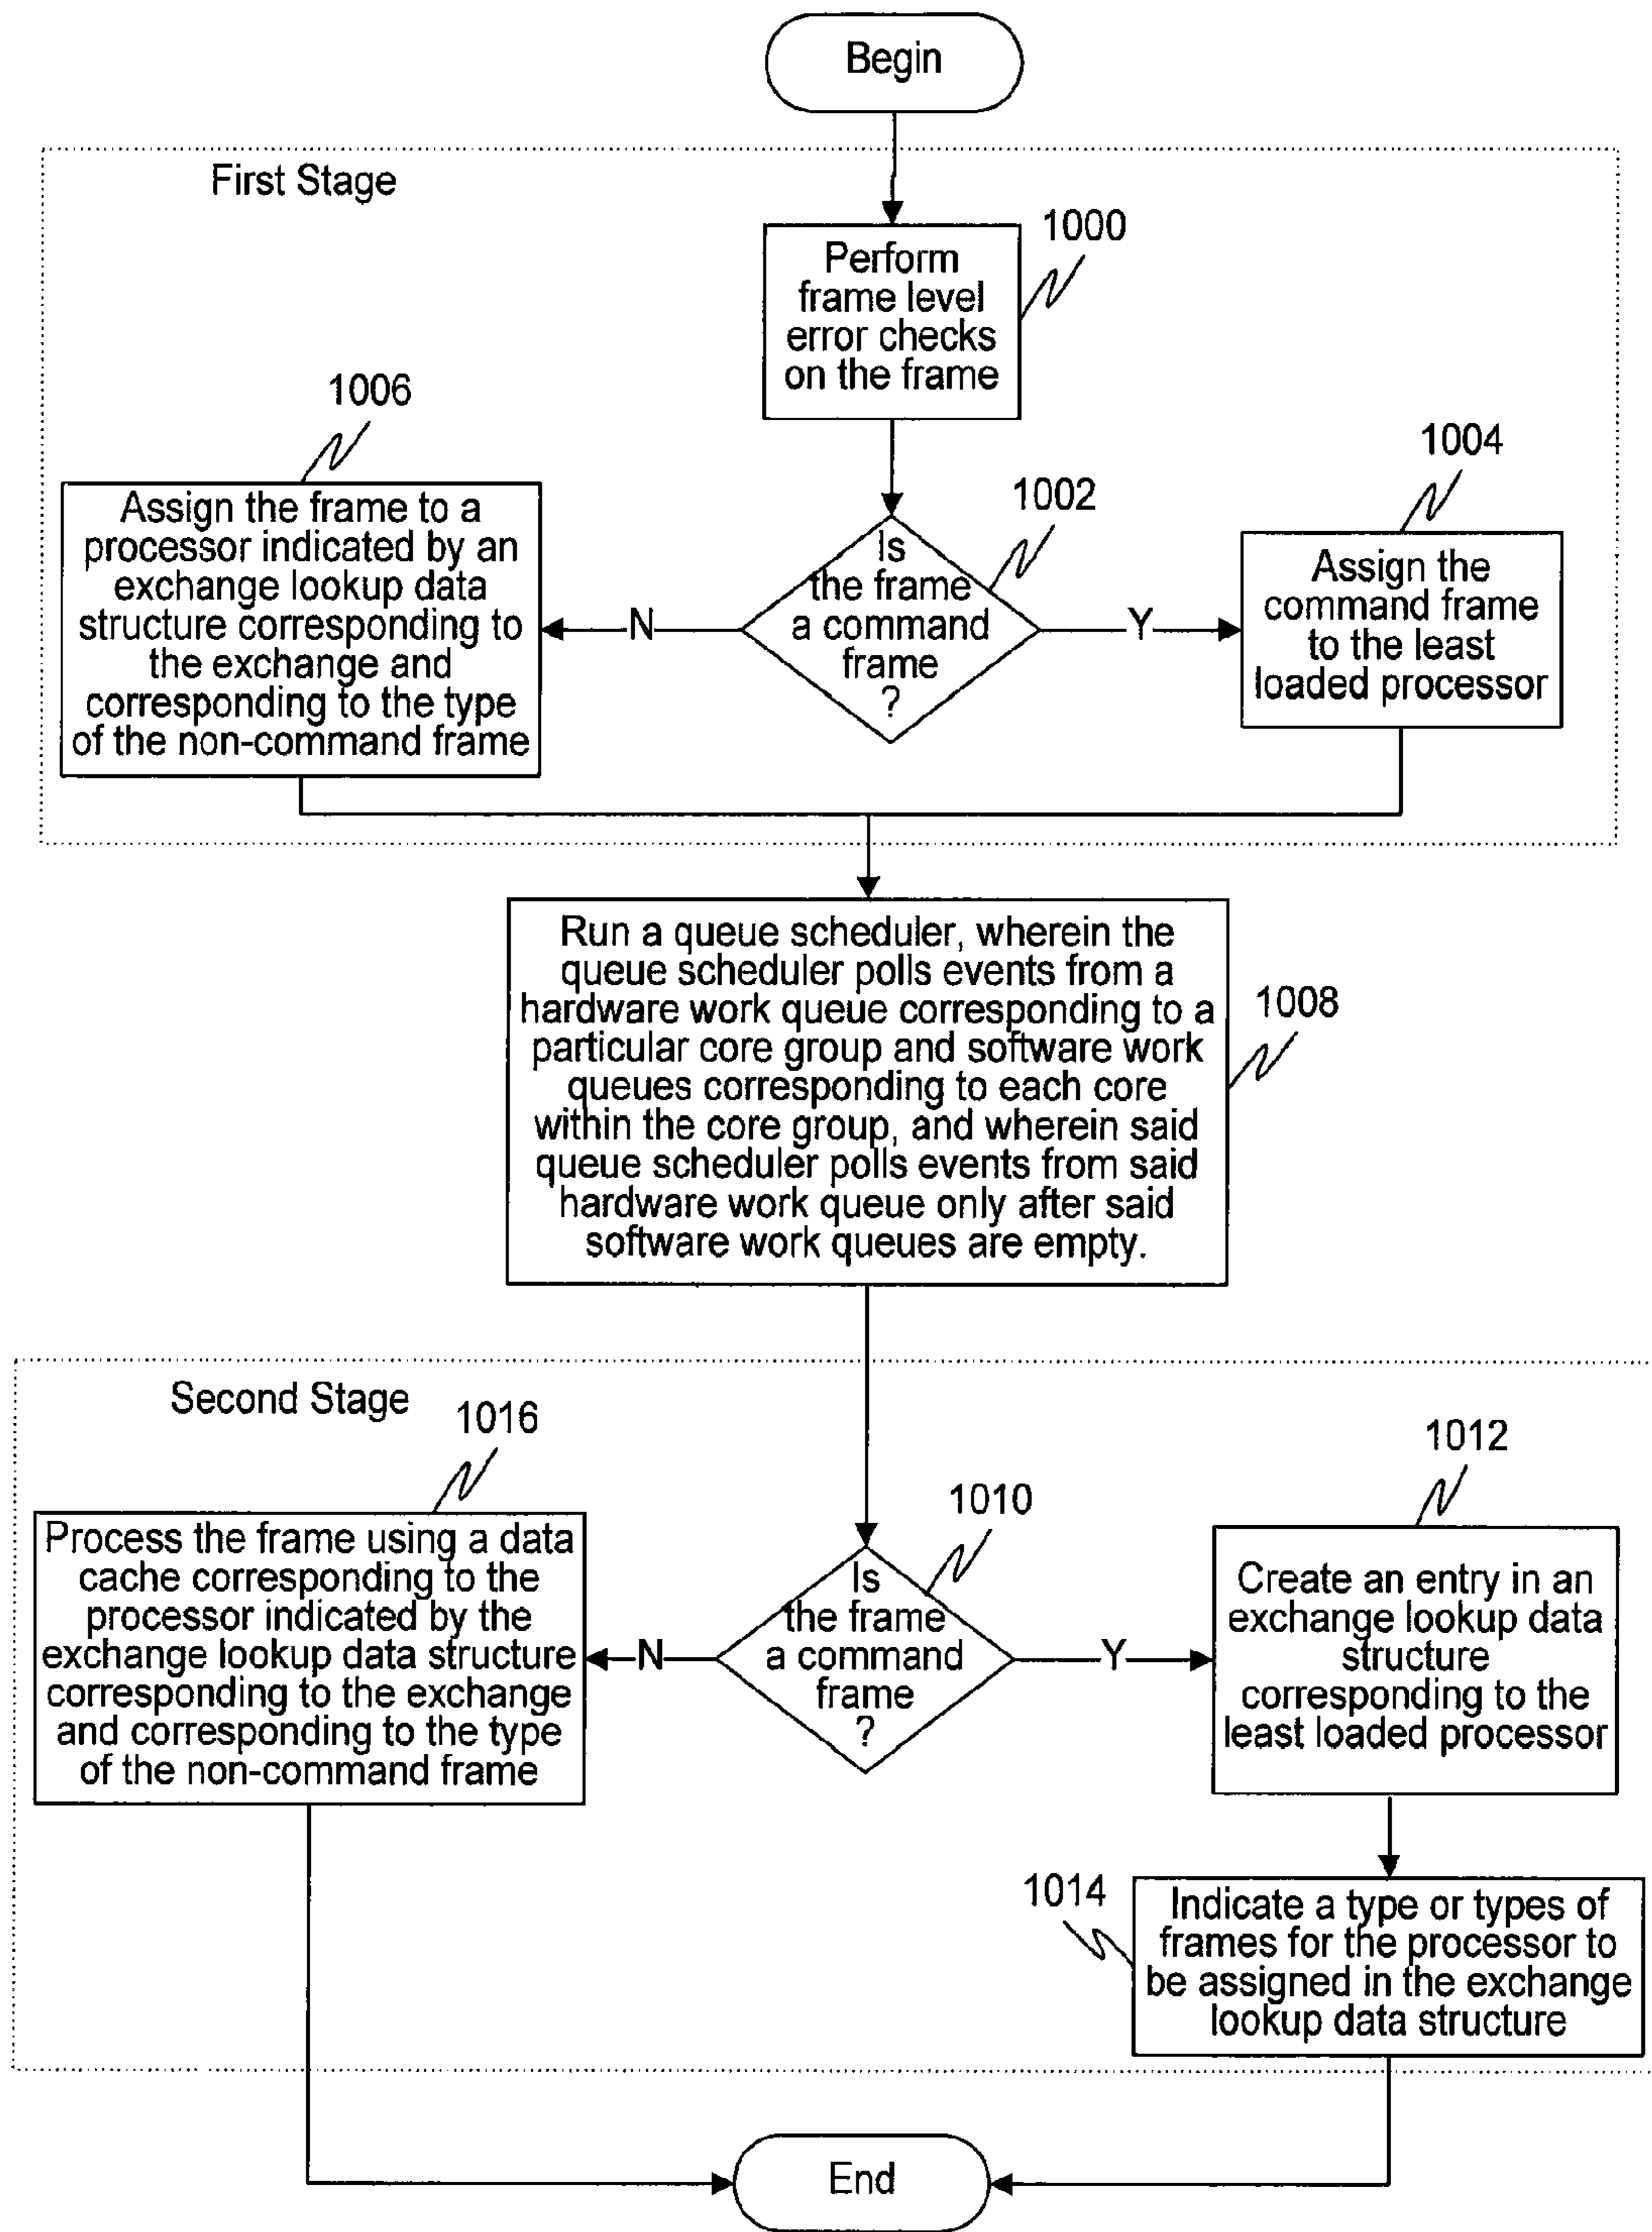 Begin
First Stage
1000
Perform
frame level
error checks
on the frame
1006
Assign the frame to a
processor indicated by an
exchange lookup data
structure corresponding to
the exchange and
corresponding to the type
of the non-command frame
1002
Is
the frame
a command
frame
?
N
Y
1004
Assign the
command frame
to the least
loaded processor
Run a queue scheduler, wherein the
queue scheduler polls events from a
hardware work queue corresponding to a
particular core group and software work
queues corresponding to each core
within the core group, and wherein said
queue scheduler polls events from said
hardware work queue only after said
software work queues are empty.
1008
Second Stage
1016
Process the frame using a data
cache corresponding to the
processor indicated by the
exchange lookup data structure
corresponding to the exchange
and corresponding to the type
of the non-command frame
1010
Is
the frame
a command
frame
?
N
Y
1012
Create an entry in an
exchange lookup data
structure
corresponding to the
least loaded processor
1014
Indicate a type or types of
frames for the processor to
be assigned in the exchange
lookup data structure
End